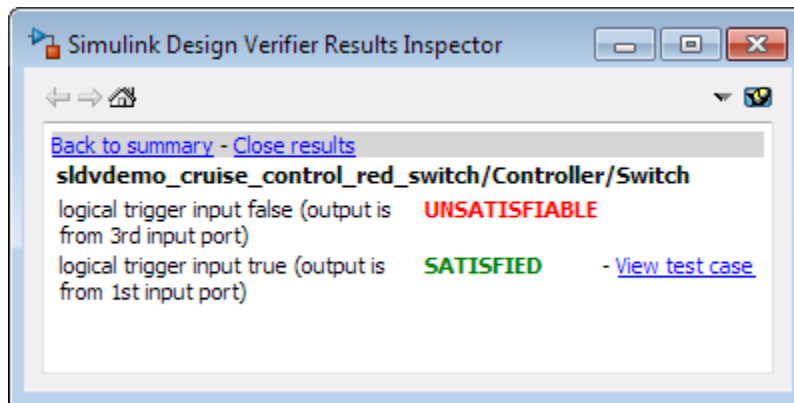 Simulink Design Verifier Results Inspector
Back to summary - Close results
sldvdemo_cruise_control_red_switch/Controller/Switch
logical trigger input false (output is UNSATISFIABLE
from 3rd input port)
logical trigger input true (output is SATISFIED - View test case
from 1st input port)